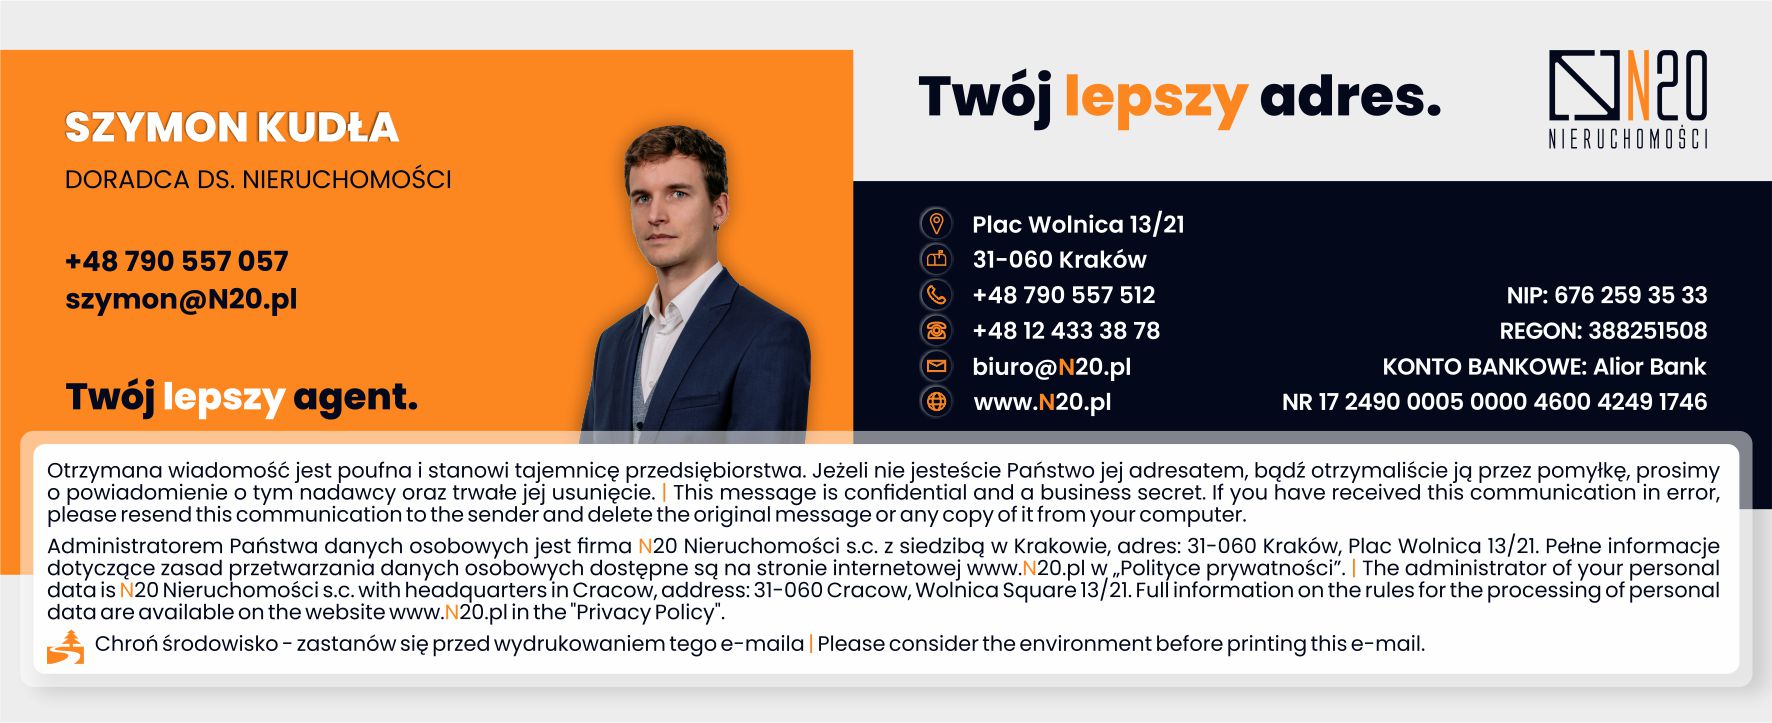 SZYMON KUDŁA
DORADCA DS. NIERUCHOMOŚCI
+48 790 557 057
szymon@N20.pl
Twój lepszy agent.
Twój lepszy adres.
N20
NIERUCHOMOŚCI
Plac Wolnica 13/21
31-060 Kraków
+48 790 557 512
+48 12 433 38 78
biuro@N20.pl
www.N20.pl
NIP: 676 259 35 33
REGON: 388251508
KONTO BANKOWE: Alior Bank
NR 17 2490 0005 0000 4600 4249 1746
Otrzymana wiadomość jest poufna i stanowi tajemnicę przedsiębiorstwa. Jeżeli nie jesteście Państwo jej adresatem, bądź otrzymaliście ją przez pomyłkę, prosimy
o powiadomienie o tym nadawcy oraz trwałe jej usunięcie. | This message is confidential and a business secret. If you have received this communication in error,
please resend this communication to the sender and delete the original message or any copy of it from your computer.
Administratorem Państwa danych osobowych jest firma N20 Nieruchomości s.c. z siedzibą w Krakowie, adres: 31-060 Kraków, Plac Wolnica 13/21. Pełne informacje
dotyczące zasad przetwarzania danych osobowych dostępne są na stronie internetowej www.N20.pl w „Polityce prywatności”. | The administrator of your personal
data is N20 Nieruchomości s.c. with headquarters in Cracow, address: 31-060 Cracow, Wolnica Square 13/21. Full information on the rules for the processing of personal
data are available on the website www.N20.pl in the "Privacy Policy".
Chroń środowisko - zastanów się przed wydrukowaniem tego e-maila | Please consider the environment before printing this e-mail.